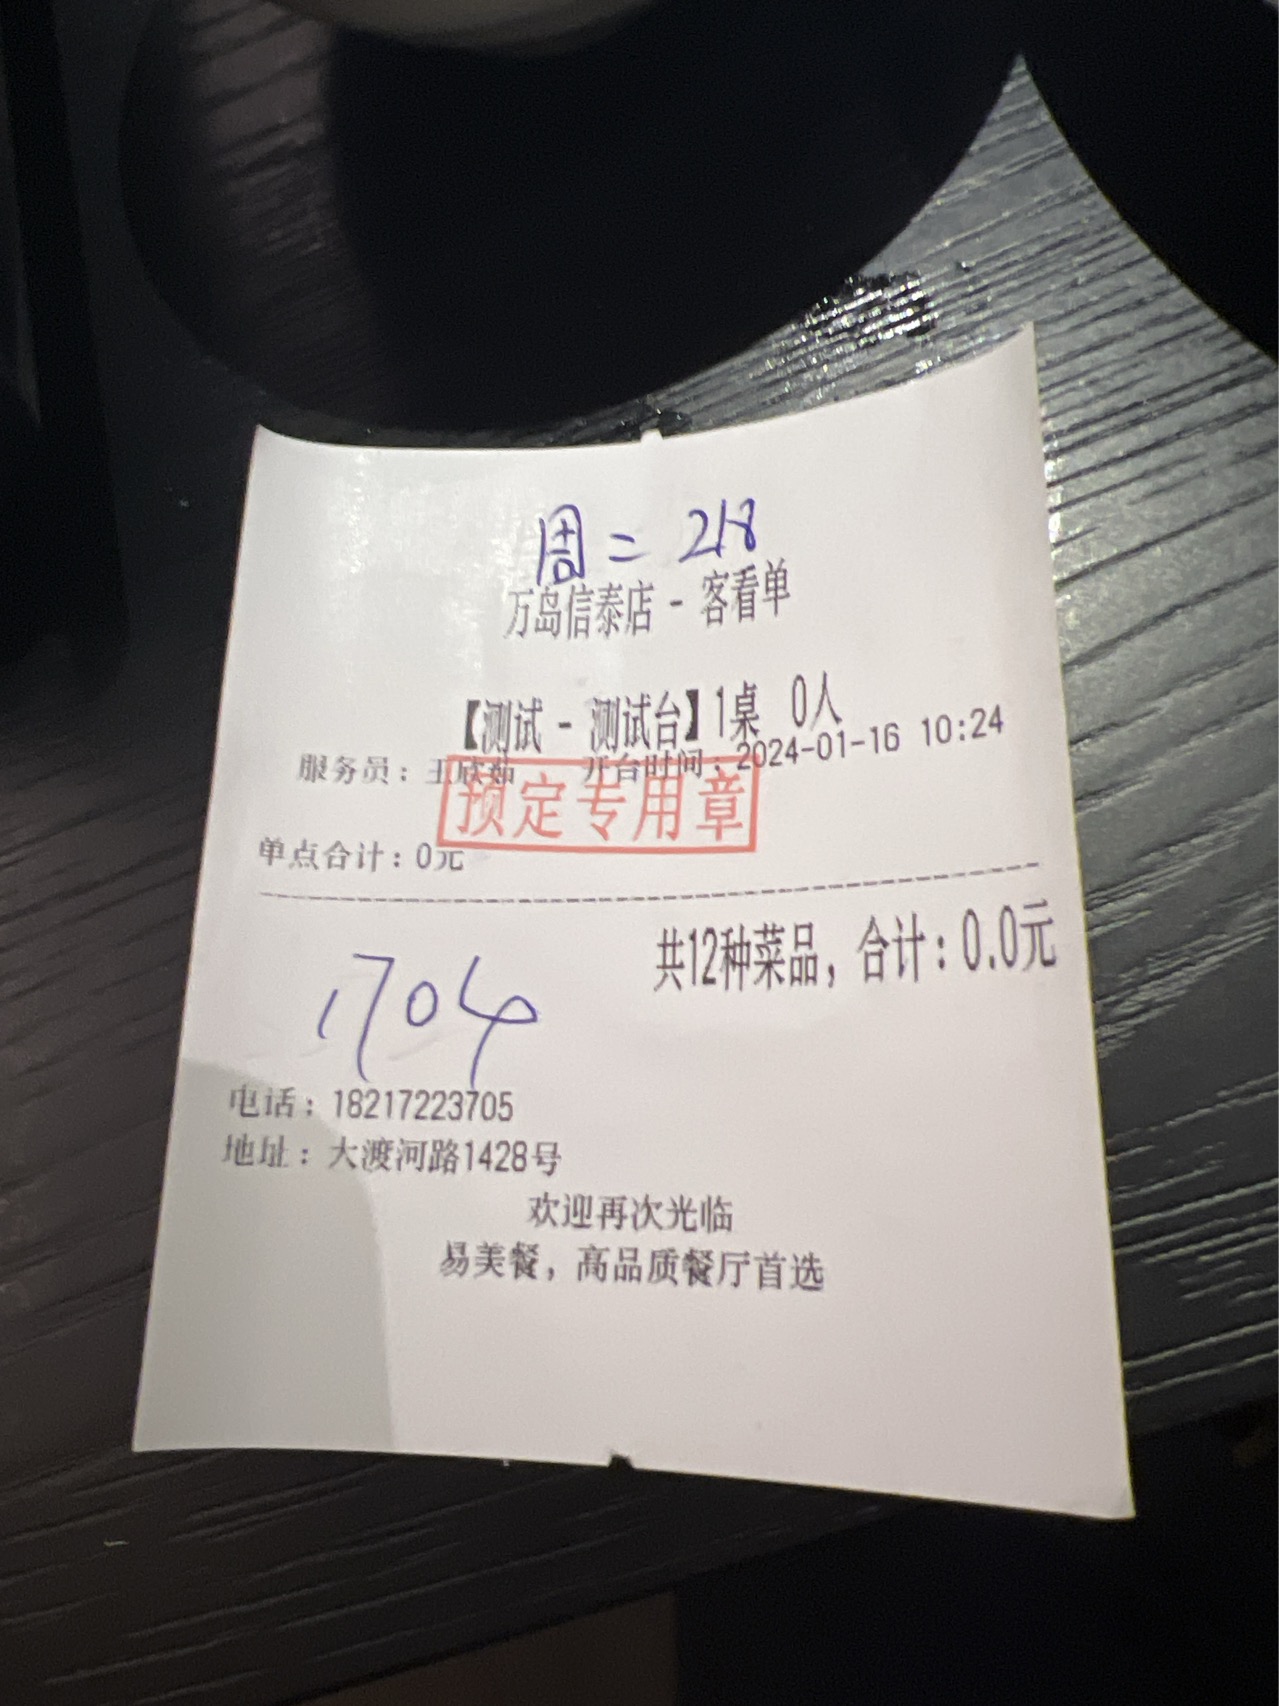 周二 218
万岛信泰店 - 客看单
【测试 - 测试台】1桌 0人
服务员：王欣茹 开台时间：2024-01-16 10:24
预定专用章
单点合计：0元
共12种菜品，合计：0.0元
1704
电话：18217223705
地址：大渡河路1428号
欢迎再次光临
易美餐，高品质餐厅首选